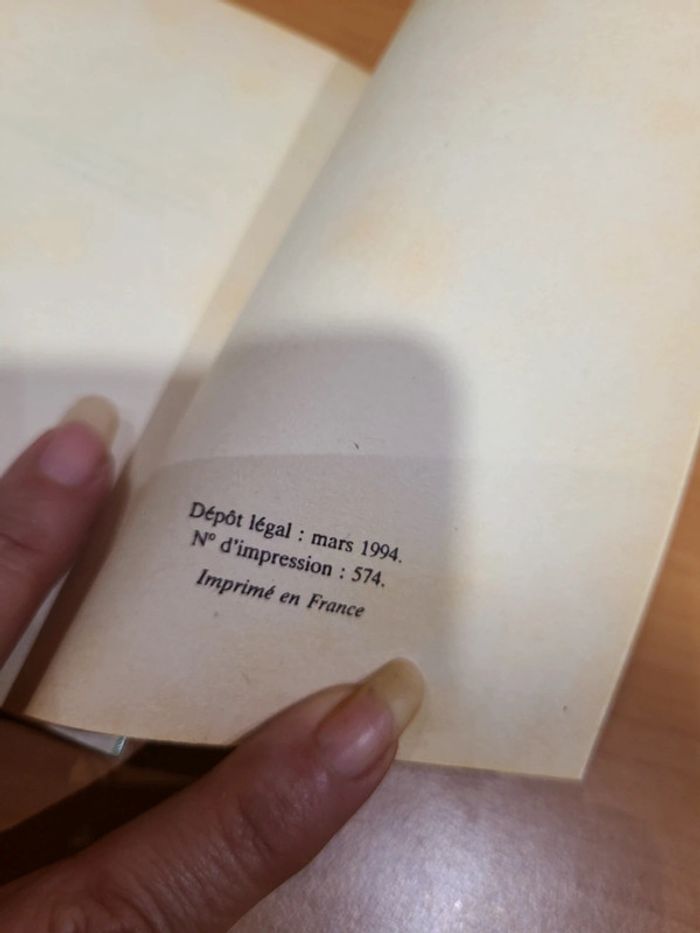 Dépôt légal : mars 1994.
N° d'impression : 574.
Imprimé en France